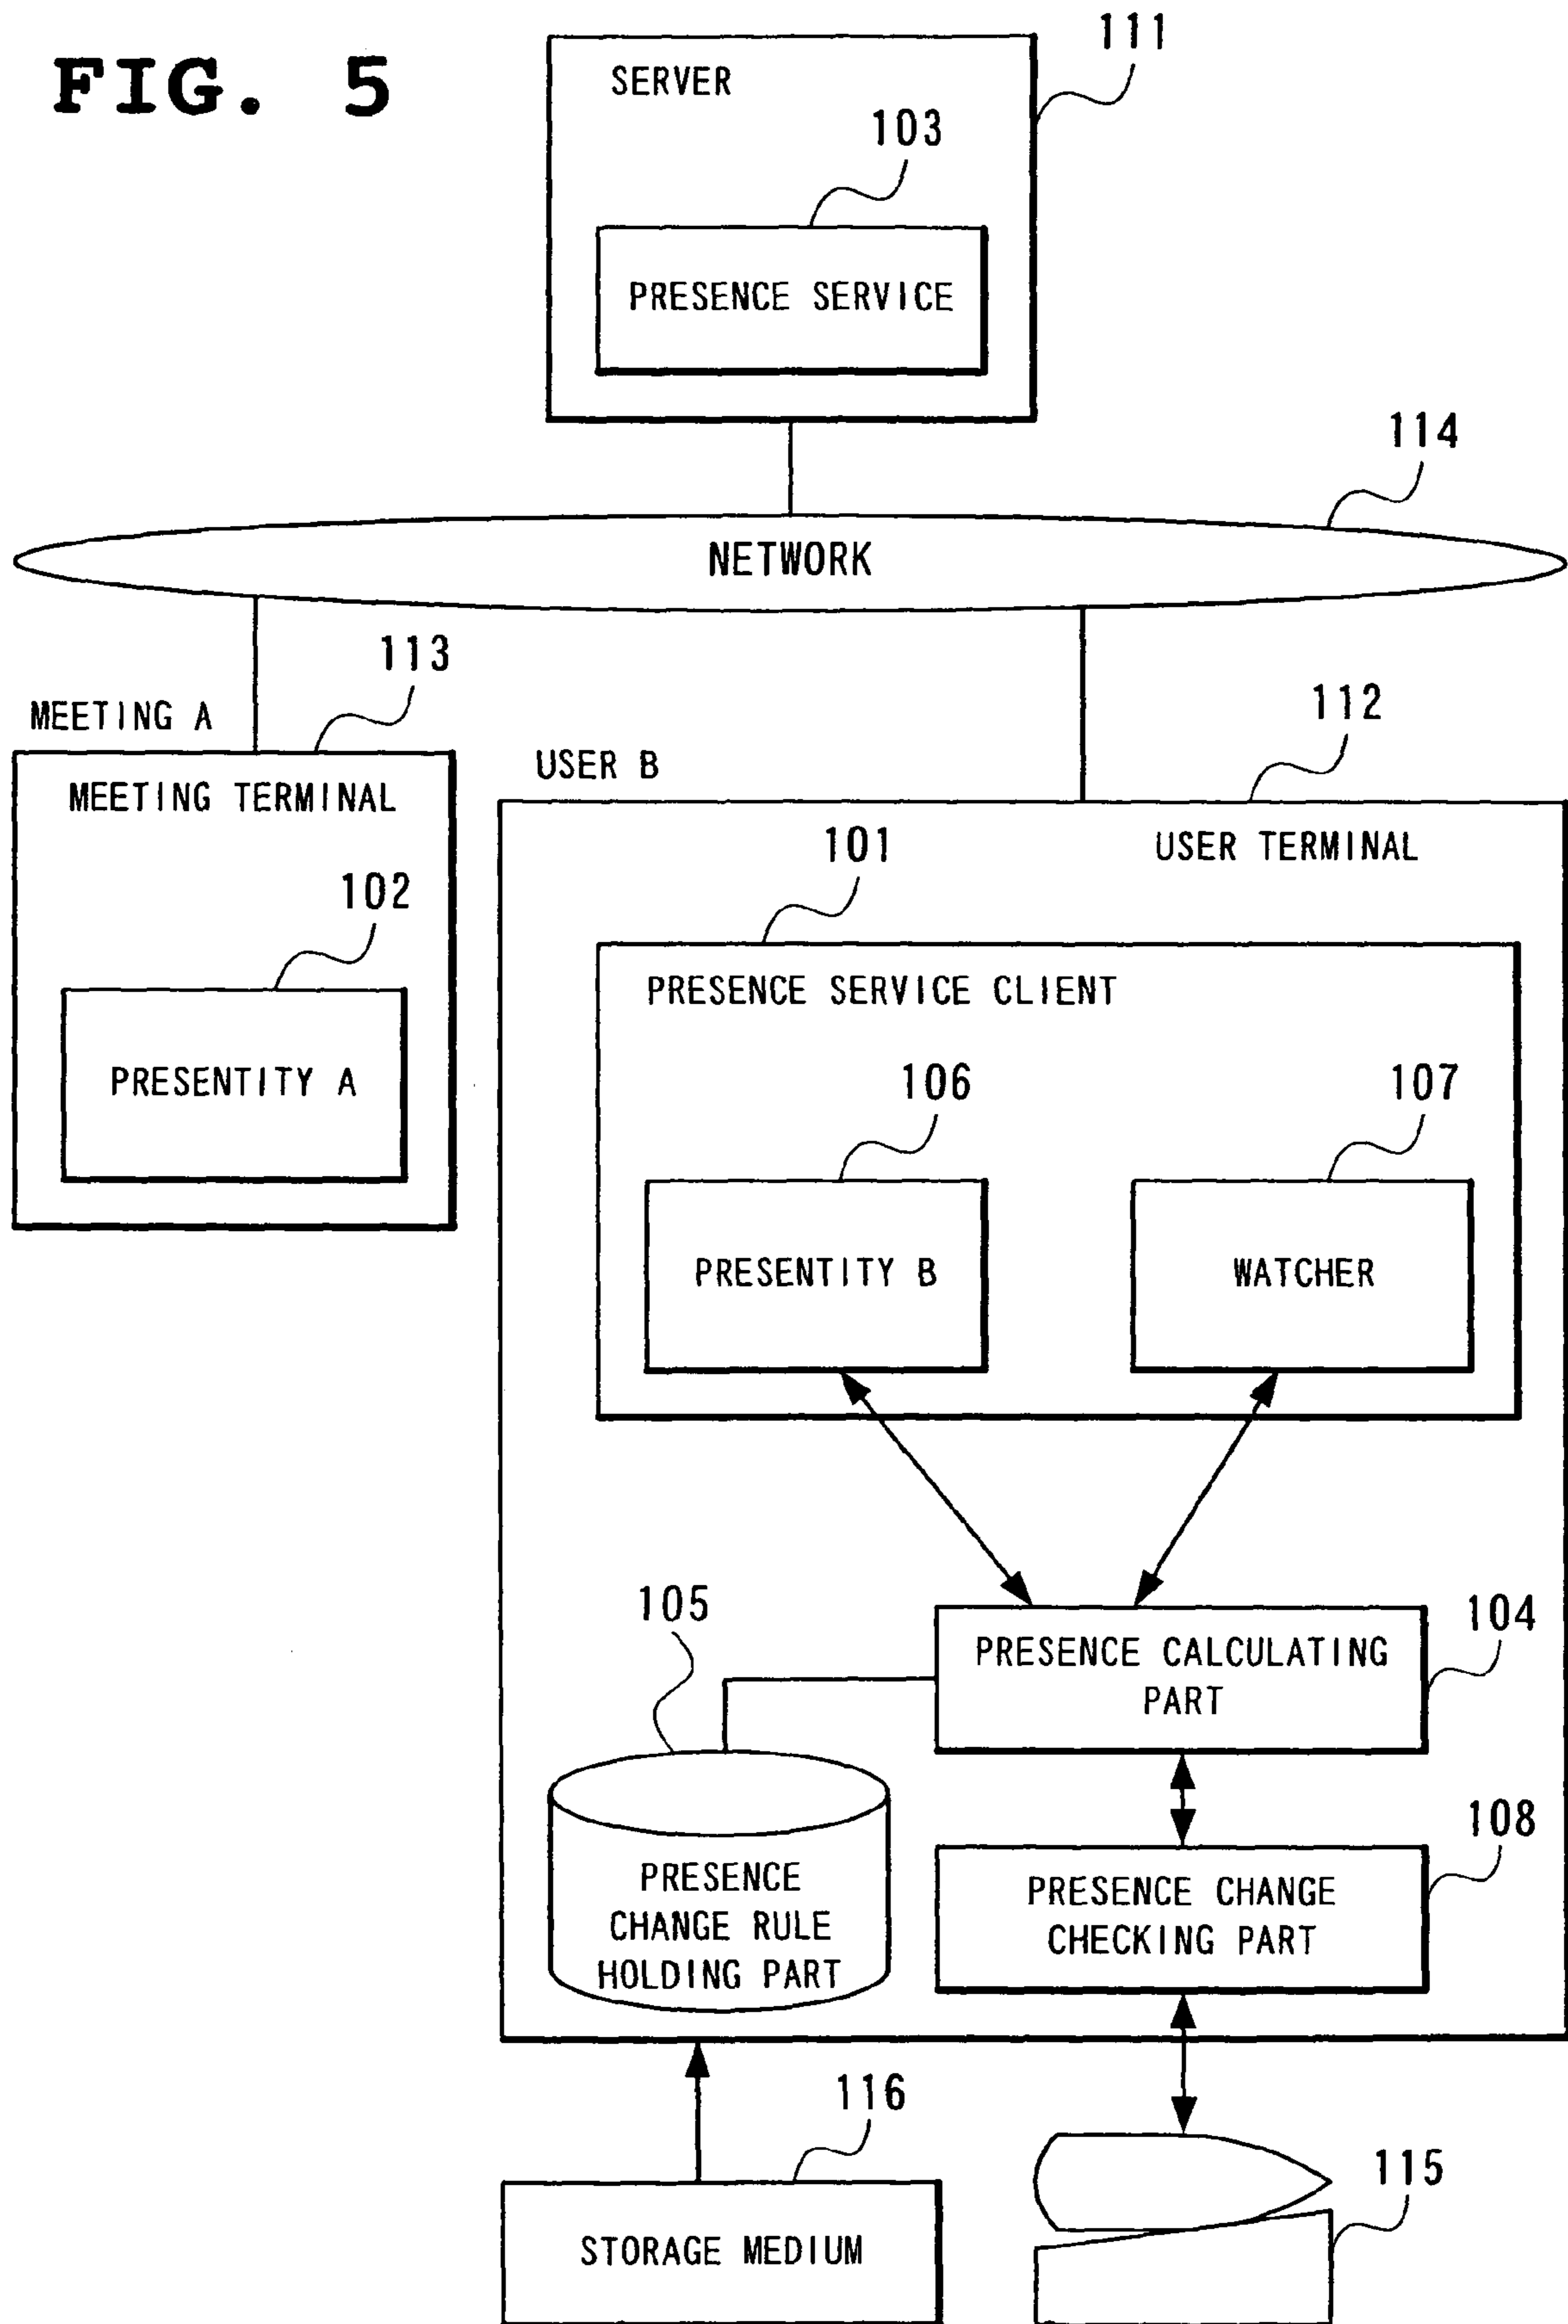 FIG. 5
111
SERVER
103
PRESENCE SERVICE
114
NETWORK
113
MEETING A
112
USER B
MEETING TERMINAL
101
USER TERMINAL
102
PRESENCE SERVICE CLIENT
PRESENTITY A
106
107
PRESENTITY B
WATCHER
105
104
PRESENCE CALCULATING
PART
108
PRESENCE
CHANGE RULE
HOLDING PART
PRESENCE CHANGE
CHECKING PART
116
115
STORAGE MEDIUM